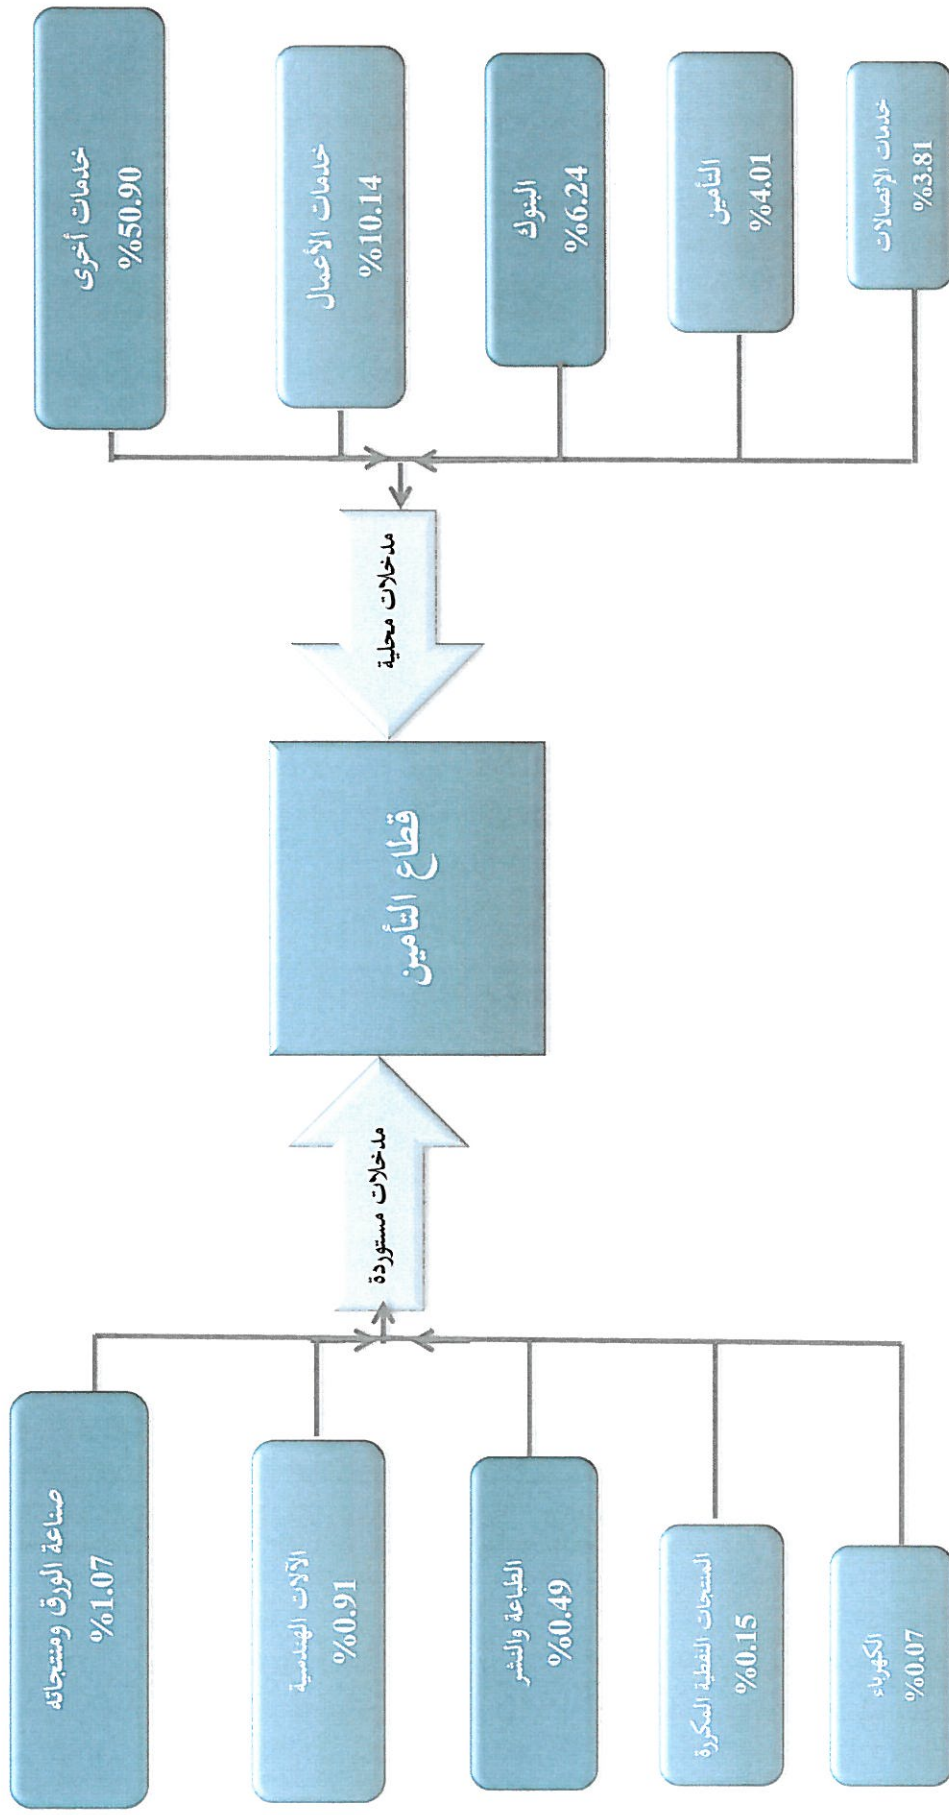 خدمات أخرى
%50.90
خدمات الأعمال
%10.14
البنوك
%6.24
التأمين
%4.01
خدمات الإتصالات
%3.81
مدخلات محلية
قطاع التأمين
مدخلات مستوردة
صناعة الورق ومنتجاته
%1.07
الآلات الهندسية
%0.91
الطباعة والنشر
%0.49
المنتجات النفطية المكررة
%0.15
الكهرباء
%0.07